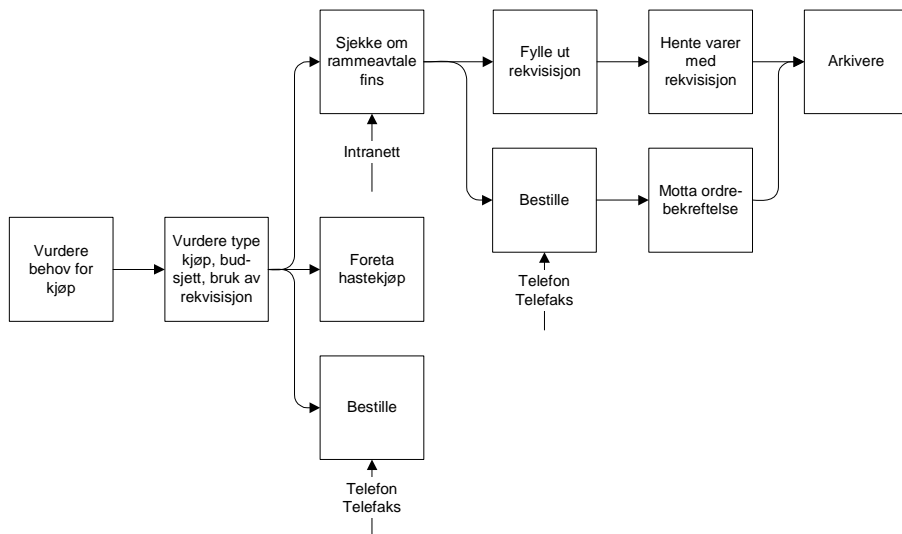 Sjekke om
rammeavtale
fins
Fylle ut
rekvisisjon
Hente varer
med
rekvisisjon
Arkivere
Intranett
Bestille
Motta ordre-
bekreftelse
Vurdere
behov for
kjøp
Vurdere type
kjøp, bud-
sjett, bruk av
rekvisisjon
Foreta
hastekjøp
Telefon
Telefaks
Bestille
Telefon
Telefaks